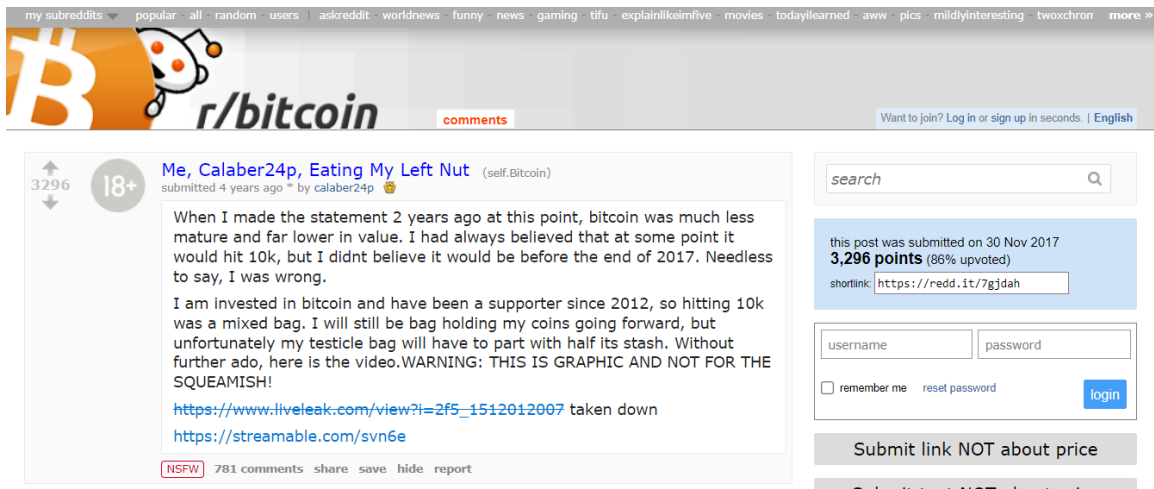 my subreddits popular - all - random - users | askreddit - worldnews - funny - news - gaming - tifu - explainlikeimfive - movies - todayilearned - aww - pics - mildlyinteresting - twoxchrom more »
r/bitcoin
comments
Want to join? Log in or sign up in seconds. | English
3296
18+
Me, Calaber24p, Eating My Left Nut (self.Bitcoin)
submitted 4 years ago * by calaber24p
When I made the statement 2 years ago at this point, bitcoin was much less
mature and far lower in value. I had always believed that at some point it
would hit 10k, but I didnt believe it would be before the end of 2017. Needless
to say, I was wrong.
I am invested in bitcoin and have been a supporter since 2012, so hitting 10k
was a mixed bag. I will still be bag holding my coins going forward, but
unfortunately my testicle bag will have to part with half its stash. Without
further ado, here is the video.WARNING: THIS IS GRAPHIC AND NOT FOR THE
SQUEAMISH!
https://www.liveleak.com/view?i=2f5_1512012007 taken down
https://streamable.com/svn6e
NSFW 781 comments share save hide report
search
this post was submitted on 30 Nov 2017
3,296 points (86% upvoted)
shortlink: https://redd.it/7gjdah
username password
remember me reset password login
Submit link NOT about price